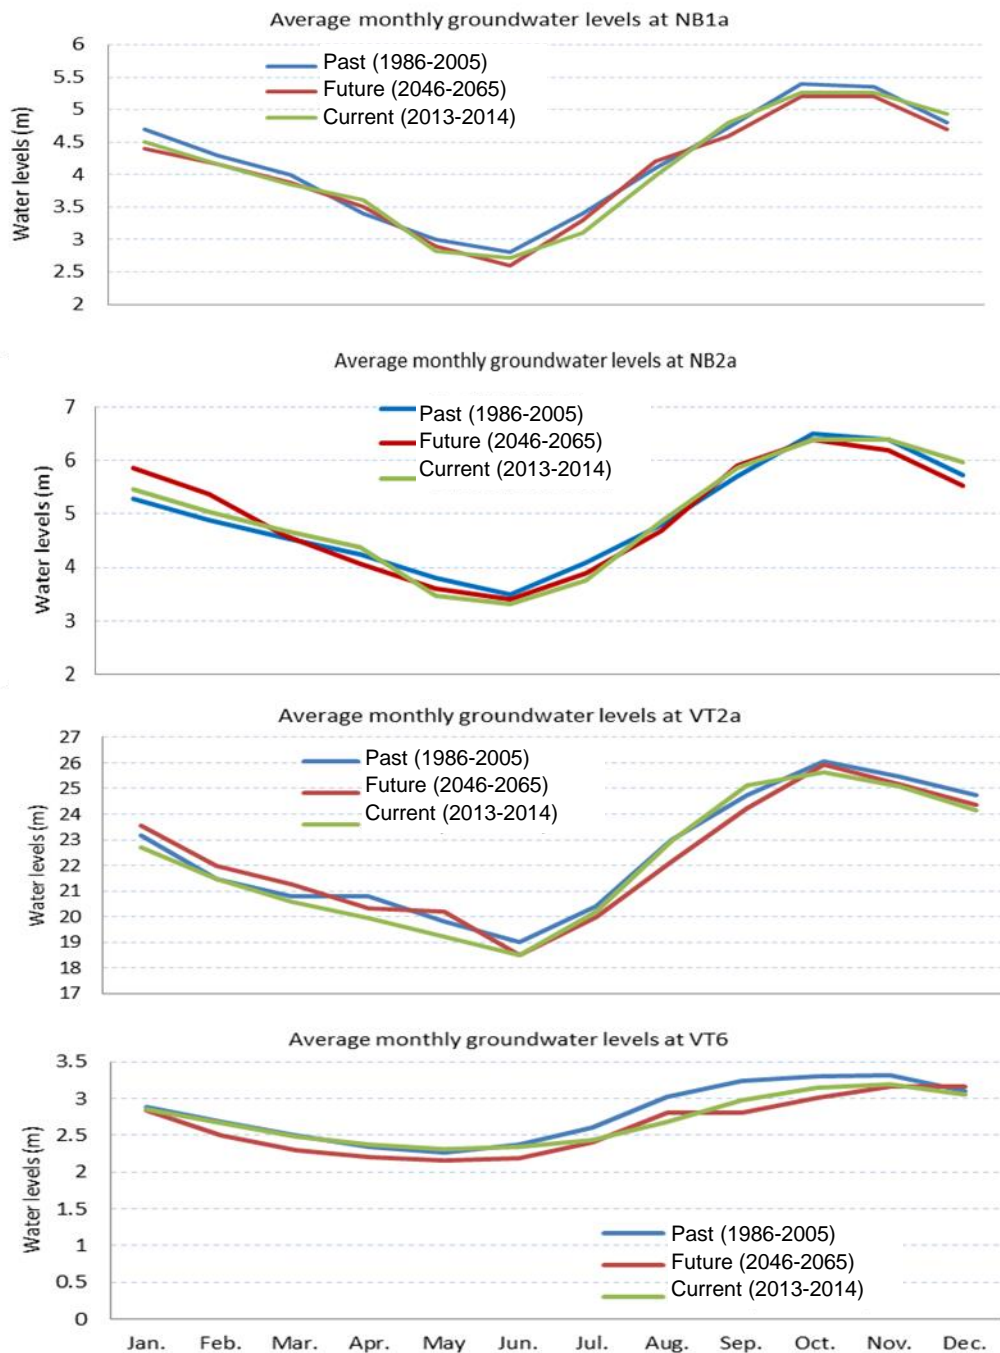 Average monthly groundwater levels at NB1a
Water levels (m)
6
5.5
5
4.5
4
3.5
3
2.5
2
Past (1986-2005)
Future (2046-2065)
Current (2013-2014)
Average monthly groundwater levels at NB2a
Water levels (m)
7
6
5
4
3
2
Past (1986-2005)
Future (2046-2065)
Current (2013-2014)
Average monthly groundwater levels at VT2a
Water levels (m)
27
26
25
24
23
22
21
20
19
18
17
Past (1986-2005)
Future (2046-2065)
Current (2013-2014)
Average monthly groundwater levels at VT6
Water levels (m)
3.5
3
2.5
2
1.5
1
0.5
0
Past (1986-2005)
Future (2046-2065)
Current (2013-2014)
Jan. Feb. Mar. Apr. May Jun. Jul. Aug. Sep. Oct. Nov. Dec.